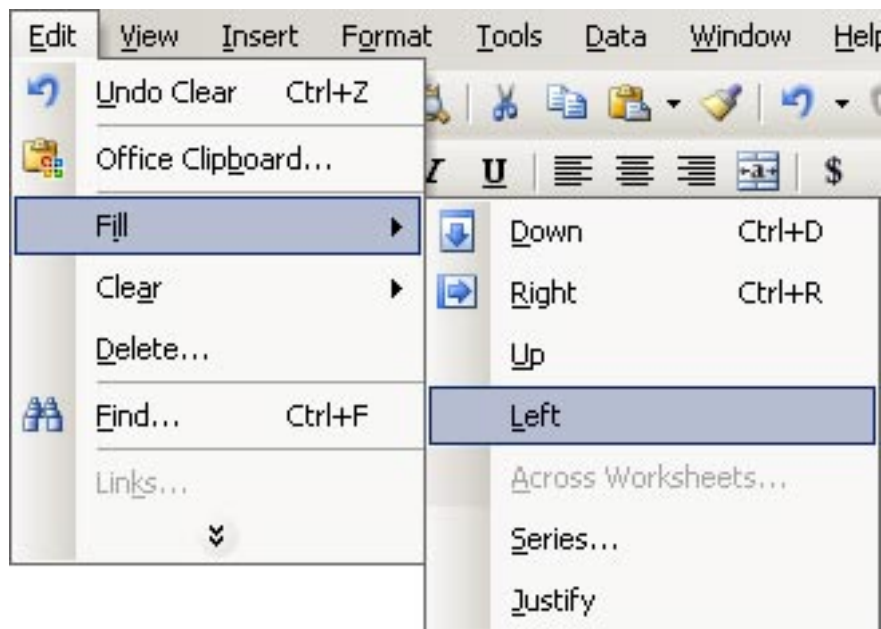 Edit View Insert Format Tools Data Window Help
Undo Clear Ctrl+Z
Office Clipboard...
I U a $
Fill
Clear
Delete...
Find... Ctrl+F
Links...
Down Ctrl+D
Right Ctrl+R
Up
Left
Across Worksheets...
Series...
Justify